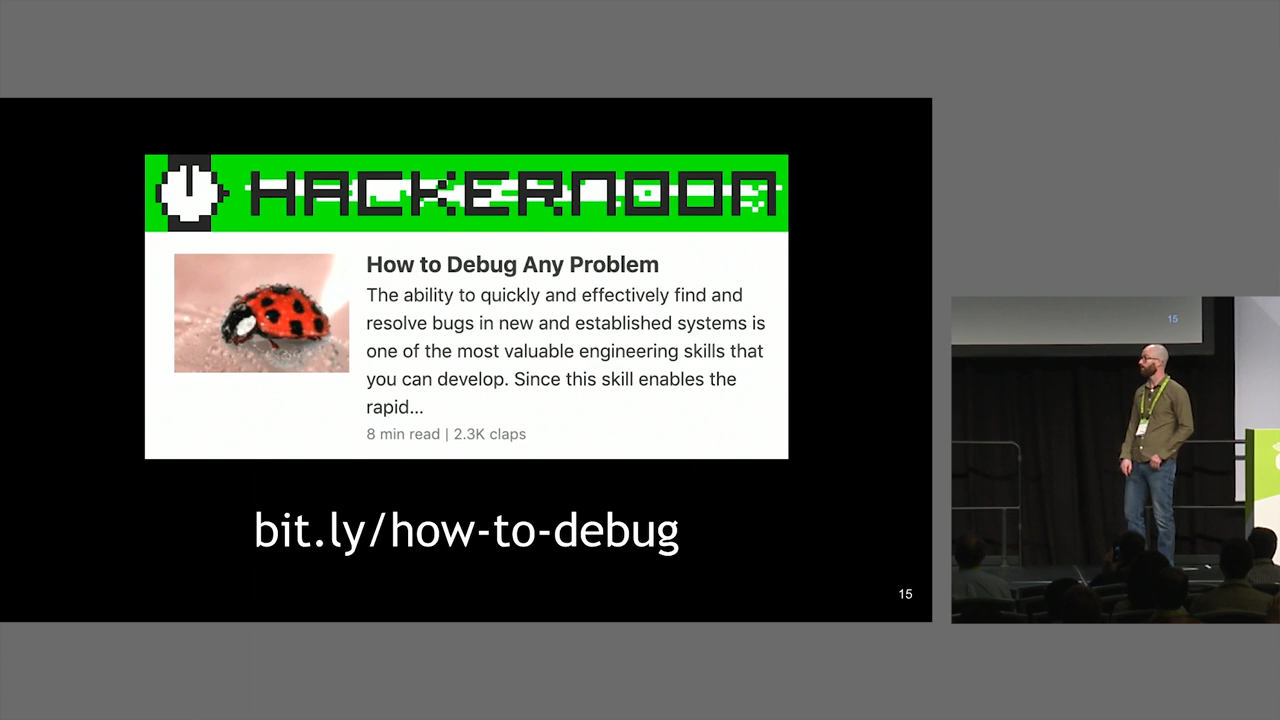 HACKERNOON
How to Debug Any Problem
The ability to quickly and effectively find and
resolve bugs in new and established systems is
one of the most valuable engineering skills that
you can develop. Since this skill enables the
rapid...
8 min read | 2.3K claps
bit.ly/how-to-debug
15
15